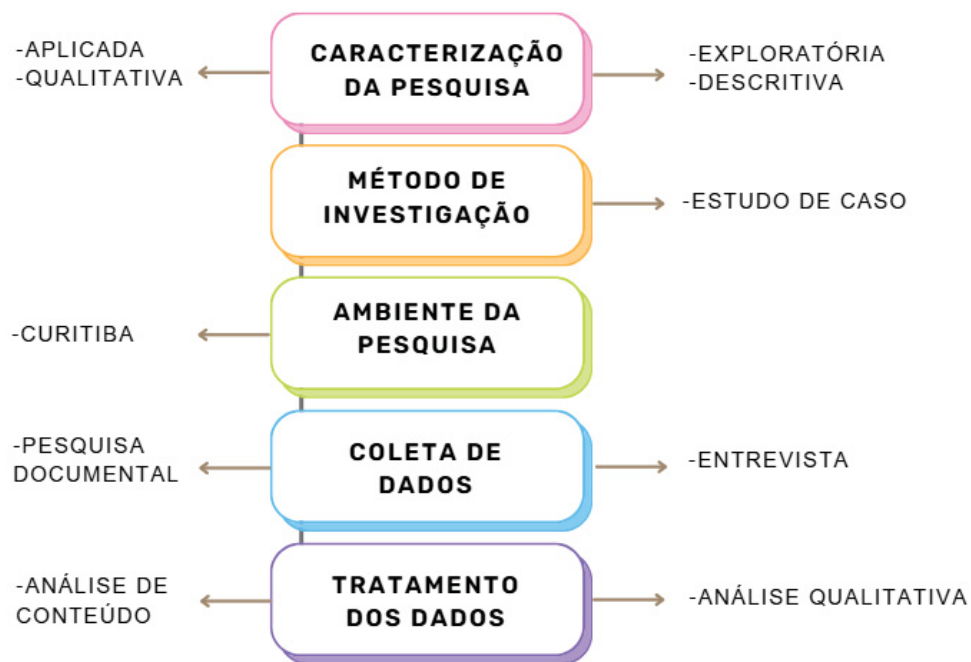 -APLICADA
-QUALITATIVA
CARACTERIZAÇÃO
DA PESQUISA
-EXPLORATÓRIA
-DESCRITIVA
MÉTODO DE
INVESTIGAÇÃO
-ESTUDO DE CASO
-CURITIBA
AMBIENTE DA
PESQUISA
-PESQUISA
DOCUMENTAL
COLETA DE
DADOS
-ENTREVISTA
-ANÁLISE DE
CONTEÚDO
TRATAMENTO
DOS DADOS
-ANÁLISE QUALITATIVA